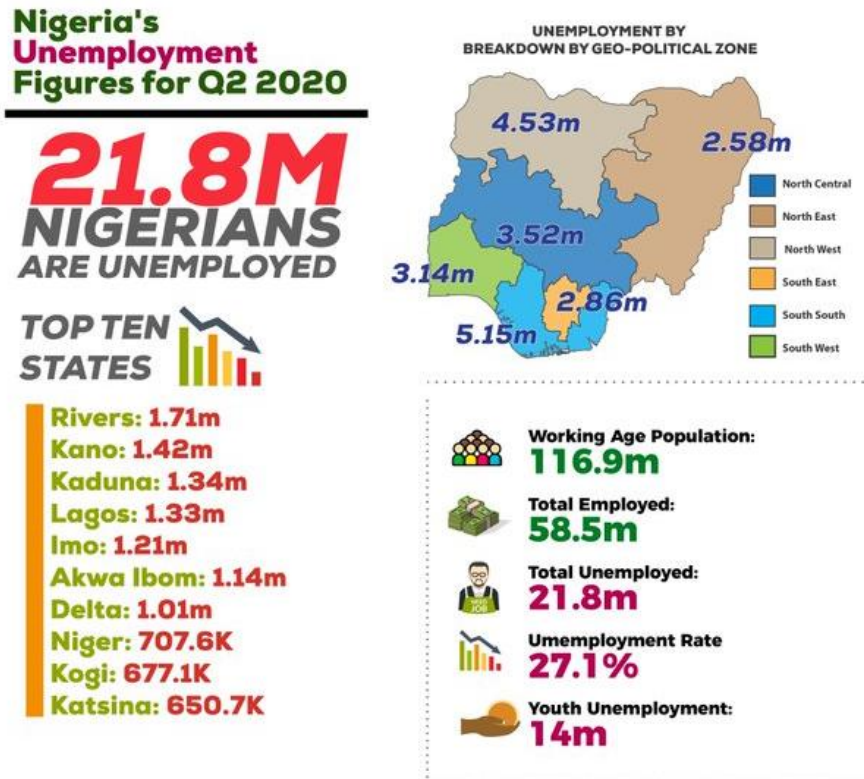 Nigeria's
Unemployment
Figures for Q2 2020
21.8M
NIGERIANS
ARE UNEMPLOYED
TOP TEN
STATES
Rivers: 1.71m
Kano: 1.42m
Kaduna: 1.34m
Lagos: 1.33m
Imo: 1.21m
Akwa Ibom: 1.14m
Delta: 1.01m
Niger: 707.6K
Kogi: 677.1K
Katsina: 650.7K
UNEMPLOYMENT BY
BREAKDOWN BY GEO-POLITICAL ZONE
4.53m
2.58m
3.52m
3.14m
2.86m
5.15m
North Central
North East
North West
South East
South South
South West
Working Age Population:
116.9m
Total Employed:
58.5m
NEED
JOB
Total Unemployed:
21.8m
Umemployment Rate
27.1%
Youth Unemployment:
14m